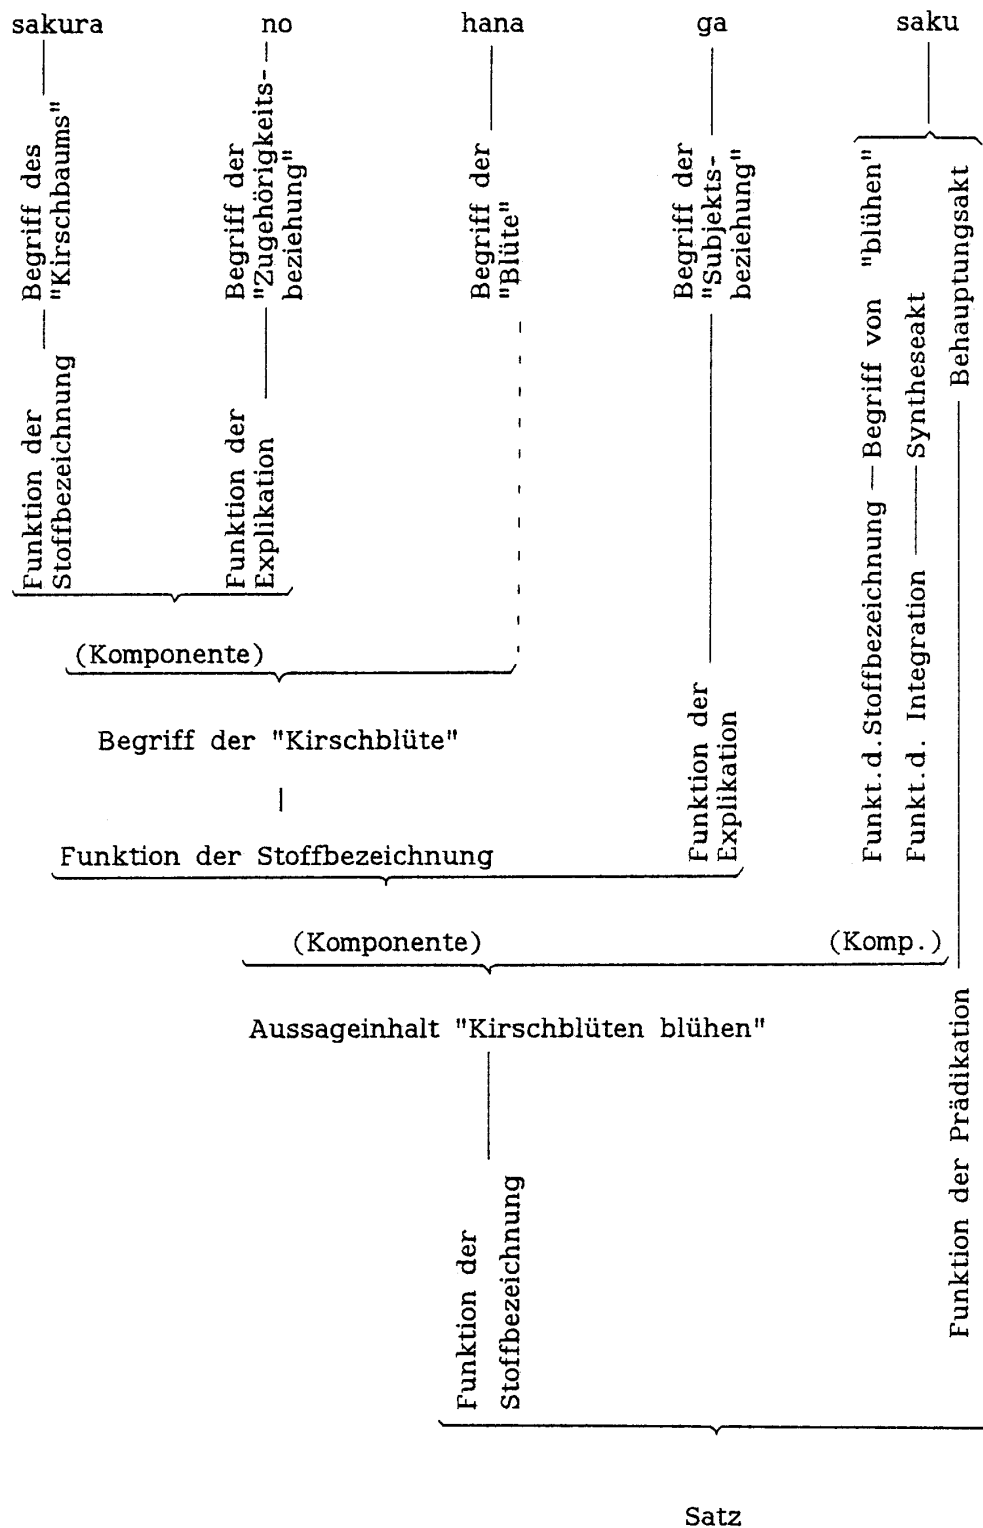 sakura no hana ga saku
Begriff des
"Kirschbaums"
Begriff der
"Zugehörigkeits-
beziehung"
Begriff der
"Blüte"
Begriff der
"Subjekts-
beziehung"
Begriff von "blühen"
Syntheseakt
Behauptungsakt
Funktion der
Stoffbezeichnung
Funktion der
Explikation
Funkt.d.Stoffbezeichnung
Funkt.d. Integration
(Komponente)
Begriff der "Kirschblüte"
Funktion der
Explikation
Funktion der Stoffbezeichnung
(Komponente) (Komp.)
Aussageinhalt "Kirschblüten blühen"
Funktion der
Stoffbezeichnung
Funktion der Prädikation
Satz